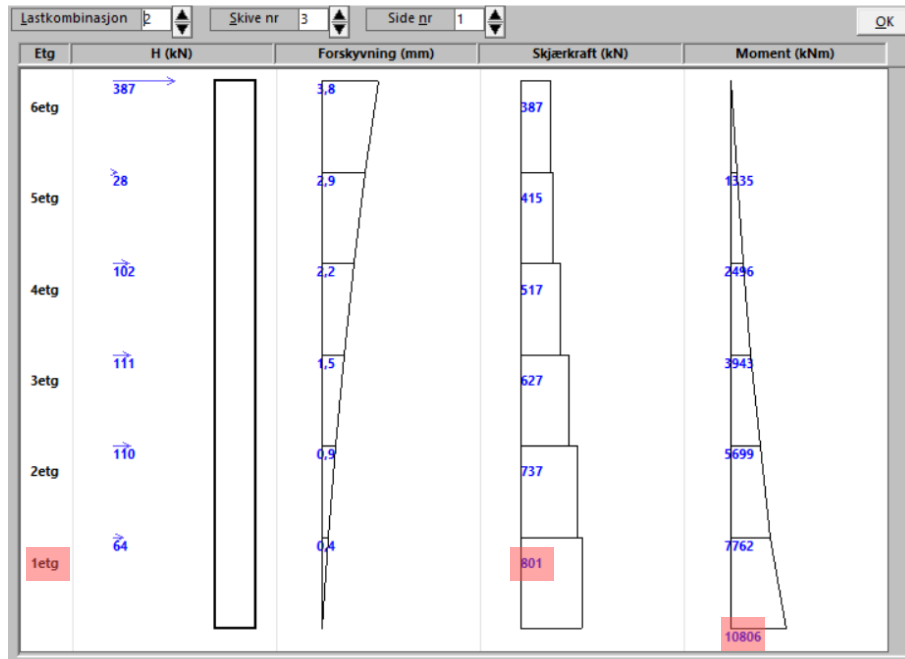 Lastkombinasjon 2 Skive nr 3 Side nr 1 OK
Etg H (kN) Forskyvning (mm) Skjærkraft (kN) Moment (kNm)
387 3,8
6etg 387
28 2,9 1335
5etg 415
102 2,2 2496
4etg 517
111 1,5 3943
3etg 627
110 0,9 5699
2etg 737
64 0,4 7762
1etg 801
10806